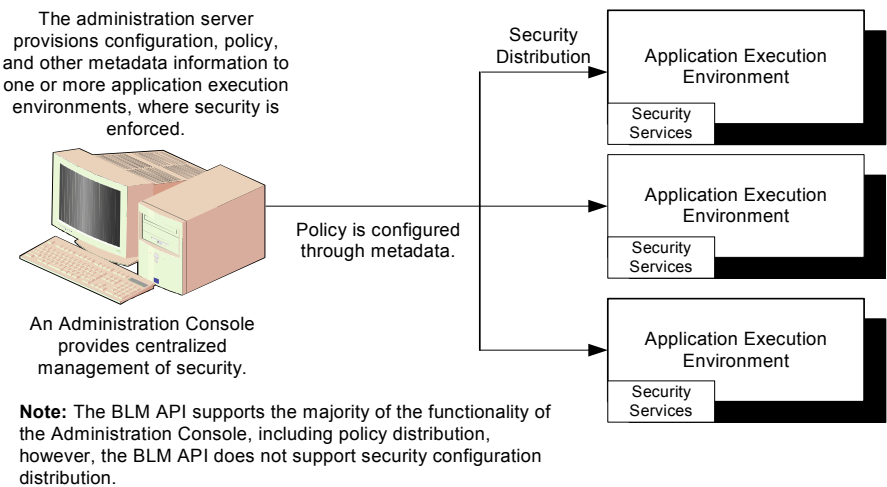 The administration server
provisions configuration, policy,
and other metadata information to
one or more application execution
environments, where security is
enforced.
Security
Distribution
Application Execution
Environment
Security
Services
Application Execution
Environment
Security
Services
Policy is configured
through metadata.
Application Execution
Environment
Security
Services
An Administration Console
provides centralized
management of security.
Note: The BLM API supports the majority of the functionality of
the Administration Console, including policy distribution,
however, the BLM API does not support security configuration
distribution.